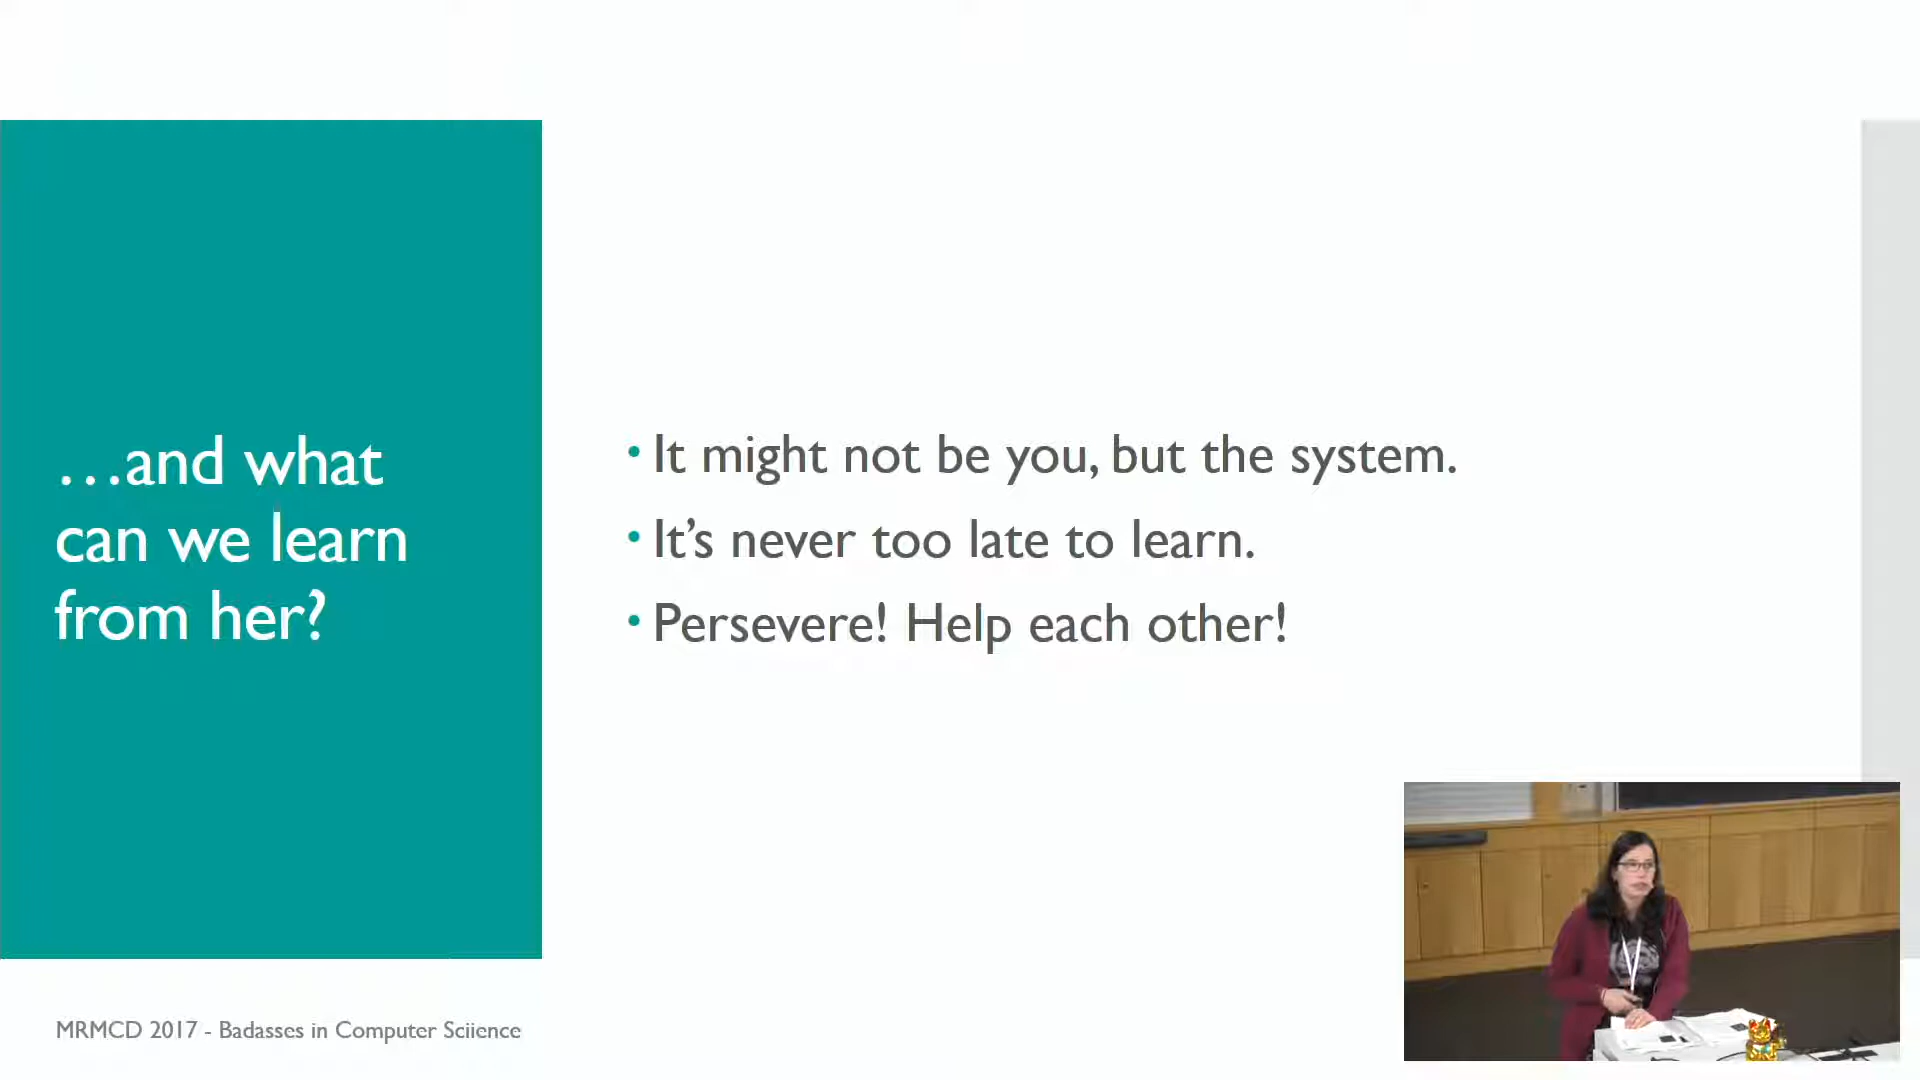 …and what
can we learn
from her?
• It might not be you, but the system.
• It’s never too late to learn.
• Persevere! Help each other!
MRMCD 2017 - Badasses in Computer Sciience